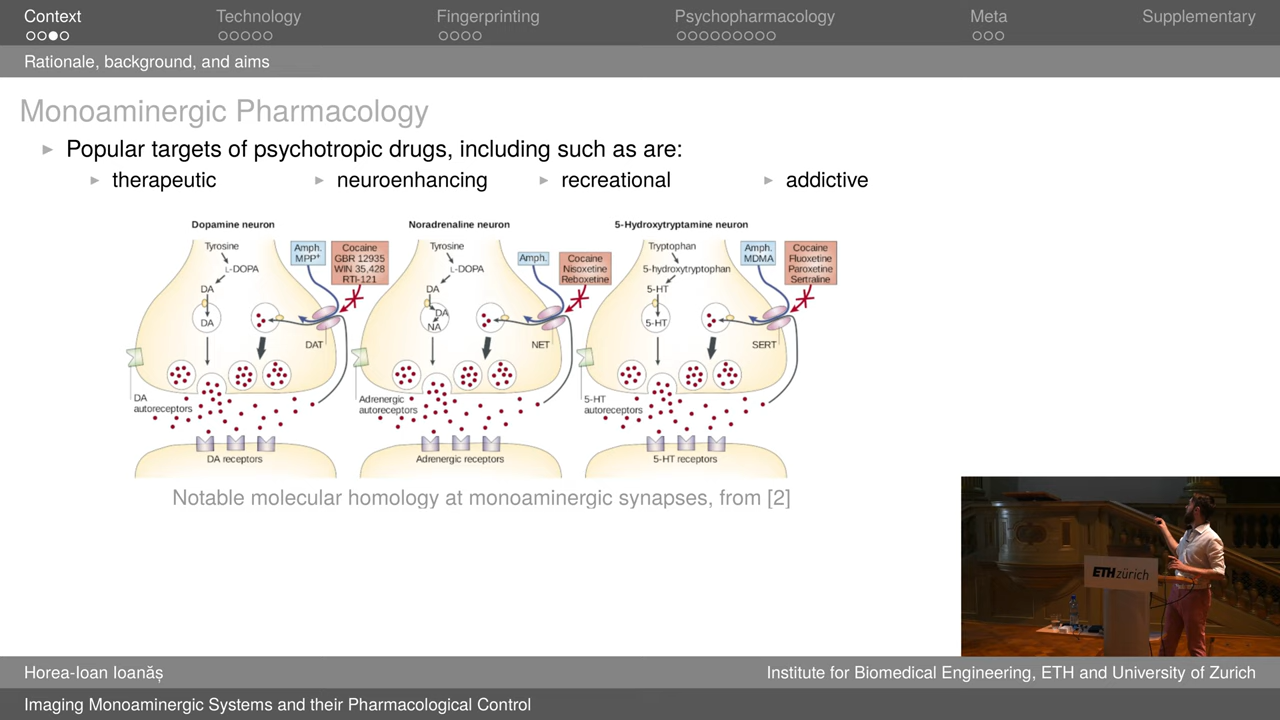 Context Technology Fingerprinting Psychopharmacology Meta Supplementary
Rationale, background, and aims
Monoaminergic Pharmacology
Popular targets of psychotropic drugs, including such as are:
therapeutic neuroenhancing recreational addictive
Dopamine neuron
Tyrosine
L-DOPA
DA
DA
Amph.
MPP+
Cocaine
GBR 12935
WIN 35,428
RTI-121
DAT
DA
autoreceptors
DA receptors
Noradrenaline neuron
Tyrosine
L-DOPA
DA
DA
NA
Amph.
Cocaine
Nisoxetine
Reboxetine
NET
Adrenergic
autoreceptors
Adrenergic receptors
5-Hydroxytryptamine neuron
Tryptophan
5-hydroxytryptophan
5-HT
5-HT
Amph.
MDMA
Cocaine
Fluoxetine
Paroxetine
Sertraline
SERT
5-HT
autoreceptors
5-HT receptors
Notable molecular homology at monoaminergic synapses, from [2]
ETH zürich
Horea-Ioan Ioanăș Institute for Biomedical Engineering, ETH and University of Zurich
Imaging Monoaminergic Systems and their Pharmacological Control